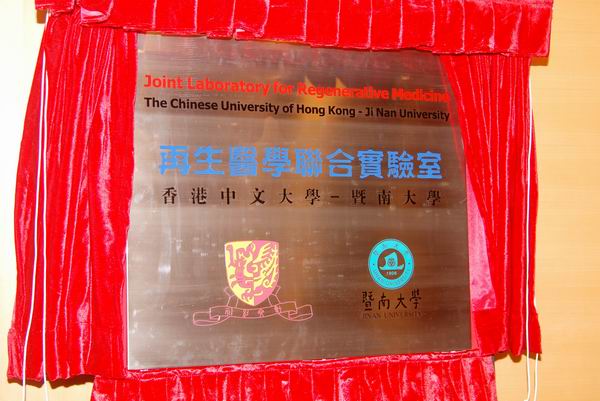 Joint Laboratory for Regenerative Medicine
The Chinese University of Hong Kong - Ji Nan University
再生醫學聯合實驗室
香港中文大學－暨南大學
1906
暨南大學
JINAN UNIVERSITY